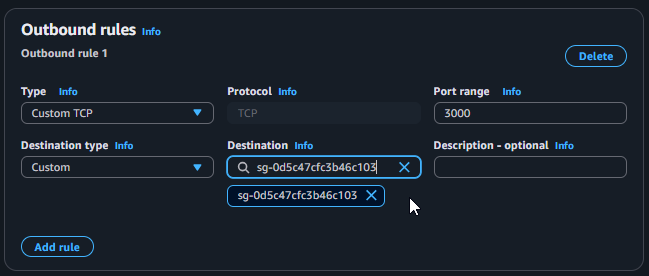 Outbound rules Info
Outbound rule 1
Delete
Type Info
Protocol Info
Port range Info
Custom TCP
TCP
3000
Destination type Info
Destination Info
Description - optional Info
Custom
sg-0d5c47cfc3b46c103
sg-0d5c47cfc3b46c103
Add rule